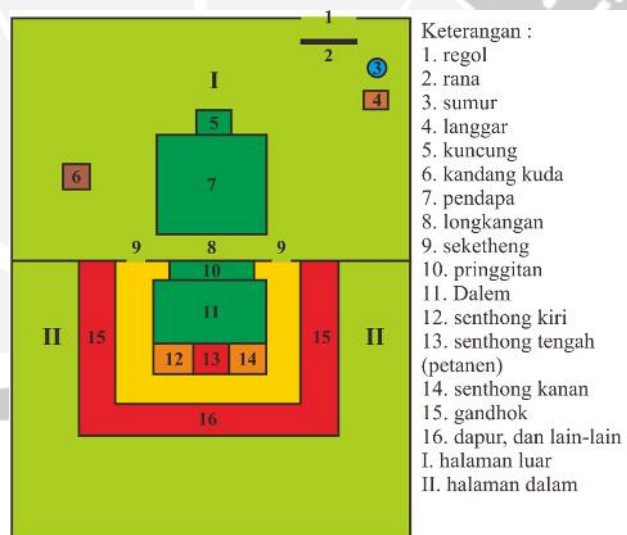 1
2
3
I
4
5
6
7
9 8 9
10
11
II 15 15 II
12 13 14
16
Keterangan :
1. regol
2. rana
3. sumur
4. langgar
5. kuncung
6. kandang kuda
7. pendapa
8. longkangan
9. seketheng
10. pringgitan
11. Dalem
12. senthong kiri
13. senthong tengah
(petanen)
14. senthong kanan
15. gandhok
16. dapur, dan lain-lain
I. halaman luar
II. halaman dalam